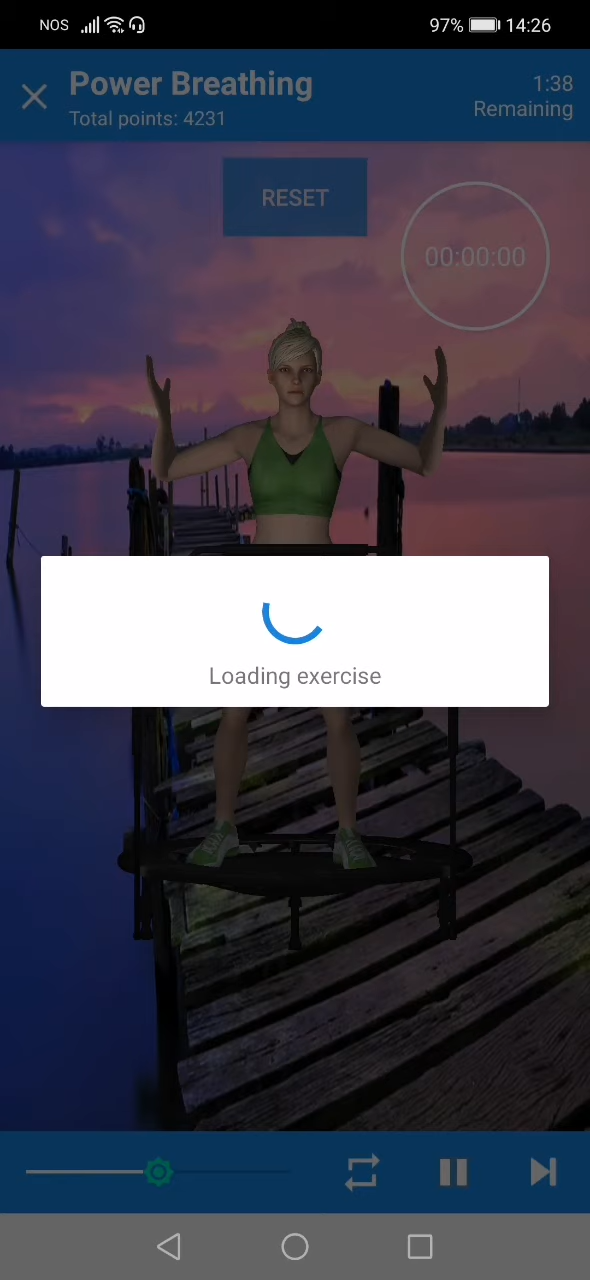 NOS 97% 14:26
Power Breathing 1:38
Total points: 4231 Remaining
RESET
00:00:00
Loading exercise